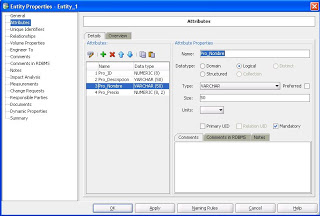 Entity Properties - Entity_1
General
Attributes
Unique Identifiers
Relationships
Volume Properties
Engineer To
Comments
Comments in RDBMS
Notes
Impact Analysis
Measurements
Change Requests
Responsible Parties
Documents
Dynamic Properties
Summary
Attributes
Details
Overview
Attributes
# Name Data type
1 Pro_ID NUMERIC (8)
2 Pro_Descripcion VARCHAR (50)
3 Pro_Nombre VARCHAR (50)
4 Pro_Precio NUMERIC (8, 2)
Attribute Properties
Name: Pro_Nombre
Datatype: Domain Logical Distinct
Structured Collection
Type: VARCHAR Preferred
Size: 50
Units:
Primary UID Relation UID Mandatory
Comments Comments in RDBMS Notes
OK Apply Naming Rules Cancel Help